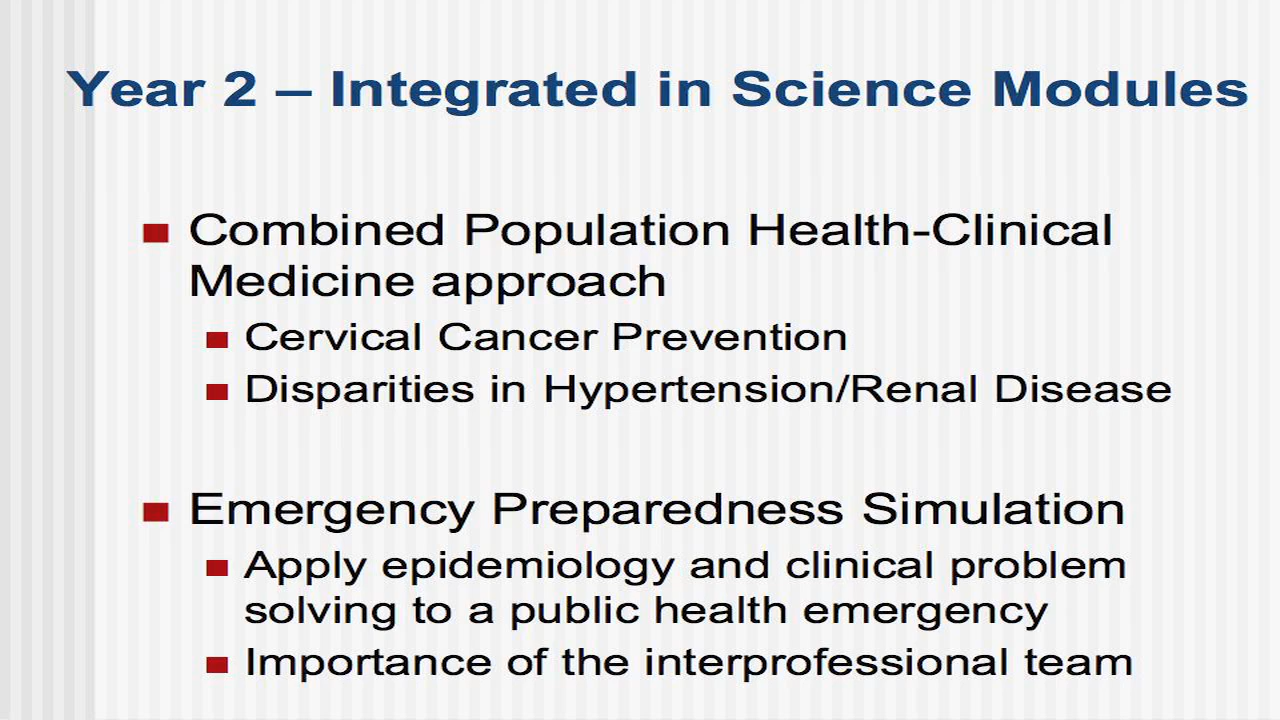 Year 2 – Integrated in Science Modules
Combined Population Health-Clinical
Medicine approach
Cervical Cancer Prevention
Disparities in Hypertension/Renal Disease
Emergency Preparedness Simulation
Apply epidemiology and clinical problem
solving to a public health emergency
Importance of the interprofessional team